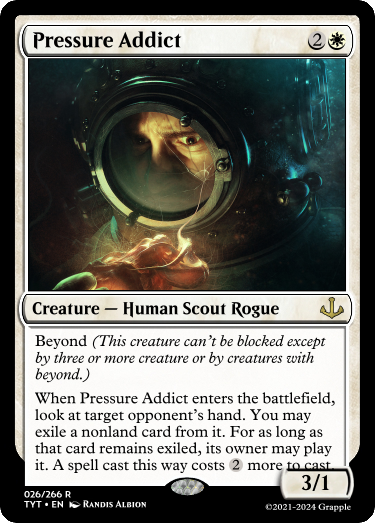 Pressure Addict 2
Creature — Human Scout Rogue
Beyond (This creature can't be blocked except
by three or more creature or by creatures with
beyond.)
When Pressure Addict enters the battlefield,
look at target opponent's hand. You may
exile a nonland card from it. For as long as
that card remains exiled, its owner may play
it. A spell cast this way costs 2 more to cast.
3/1
026/266 R
TYT • EN Randis Albion
©2021-2024 Grapple